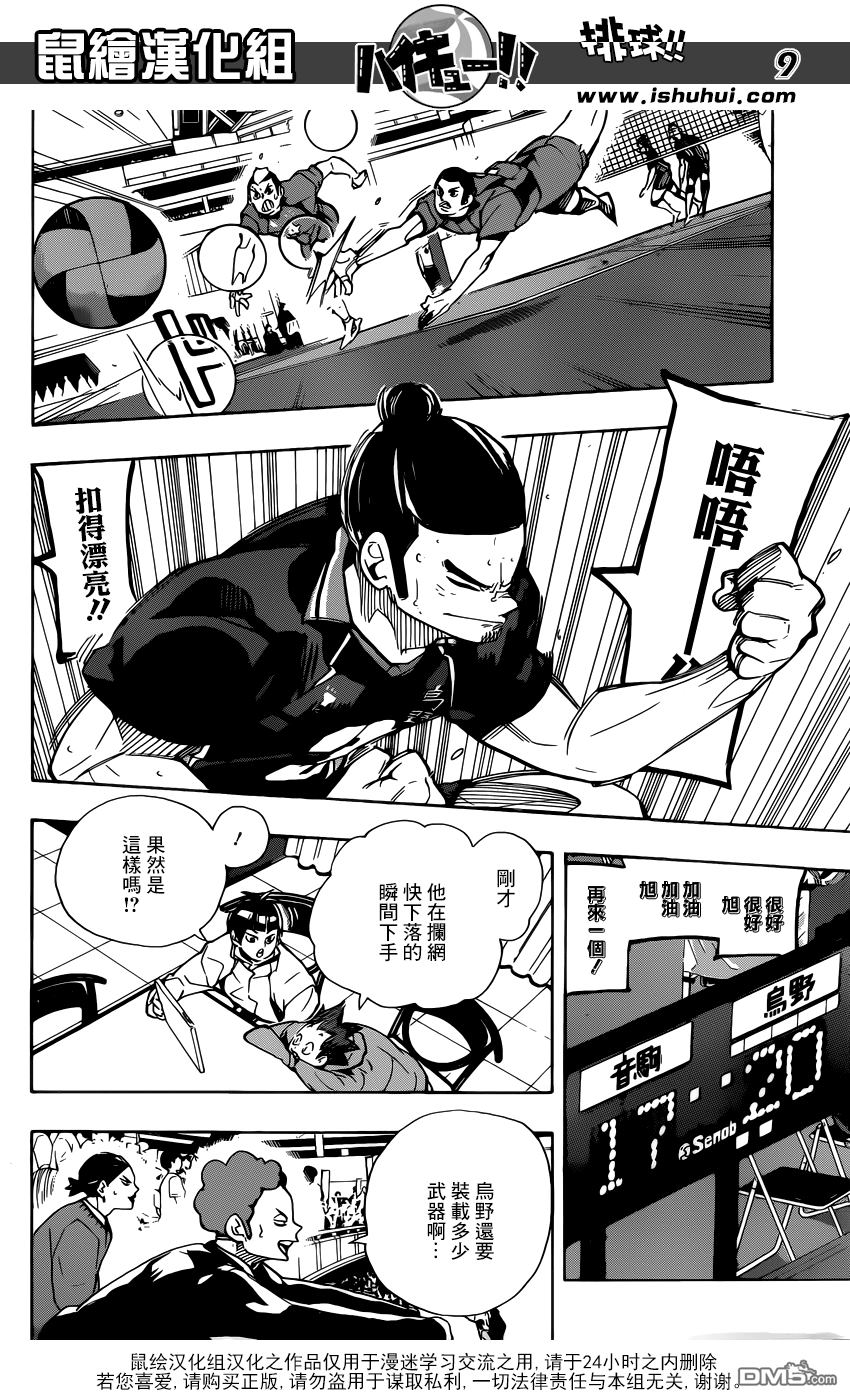 鼠繪漢化組
ハイキュー!!
排球!!
9
www.ishuhui.com
ド
唔唔——!!
扣得漂亮!!
很好
很好
旭
加油
加油
旭
再來一個!
烏野
音駒
17
20
Senoh
剛才
他在攔網
快下落的
瞬間下手
!
果然是
這樣嗎!?
烏野還要
裝載多少
武器啊…
鼠绘汉化组汉化之作品仅用于漫迷学习交流之用, 请于24小时之内删除
若您喜爱, 请购买正版, 请勿盗用于谋取私利, 一切法律责任与本组无关, 谢谢。
DM5.com